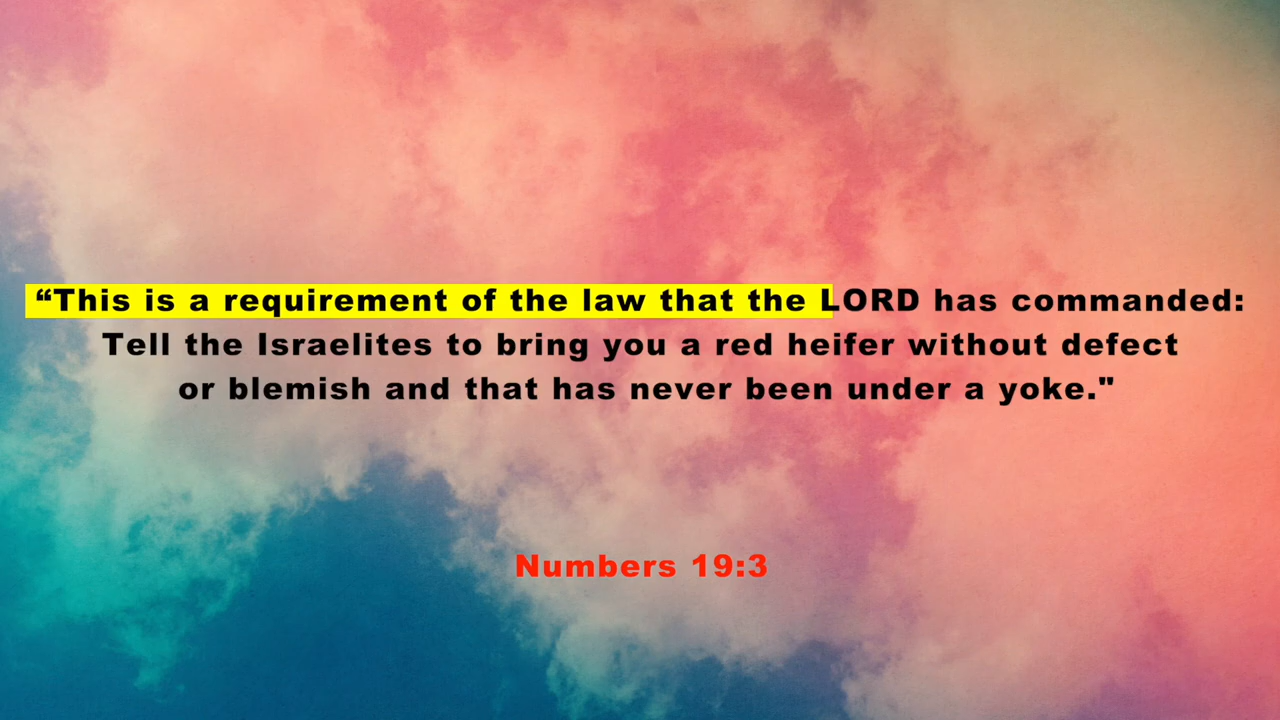 “This is a requirement of the law that the LORD has commanded:
Tell the Israelites to bring you a red heifer without defect
or blemish and that has never been under a yoke."
Numbers 19:3